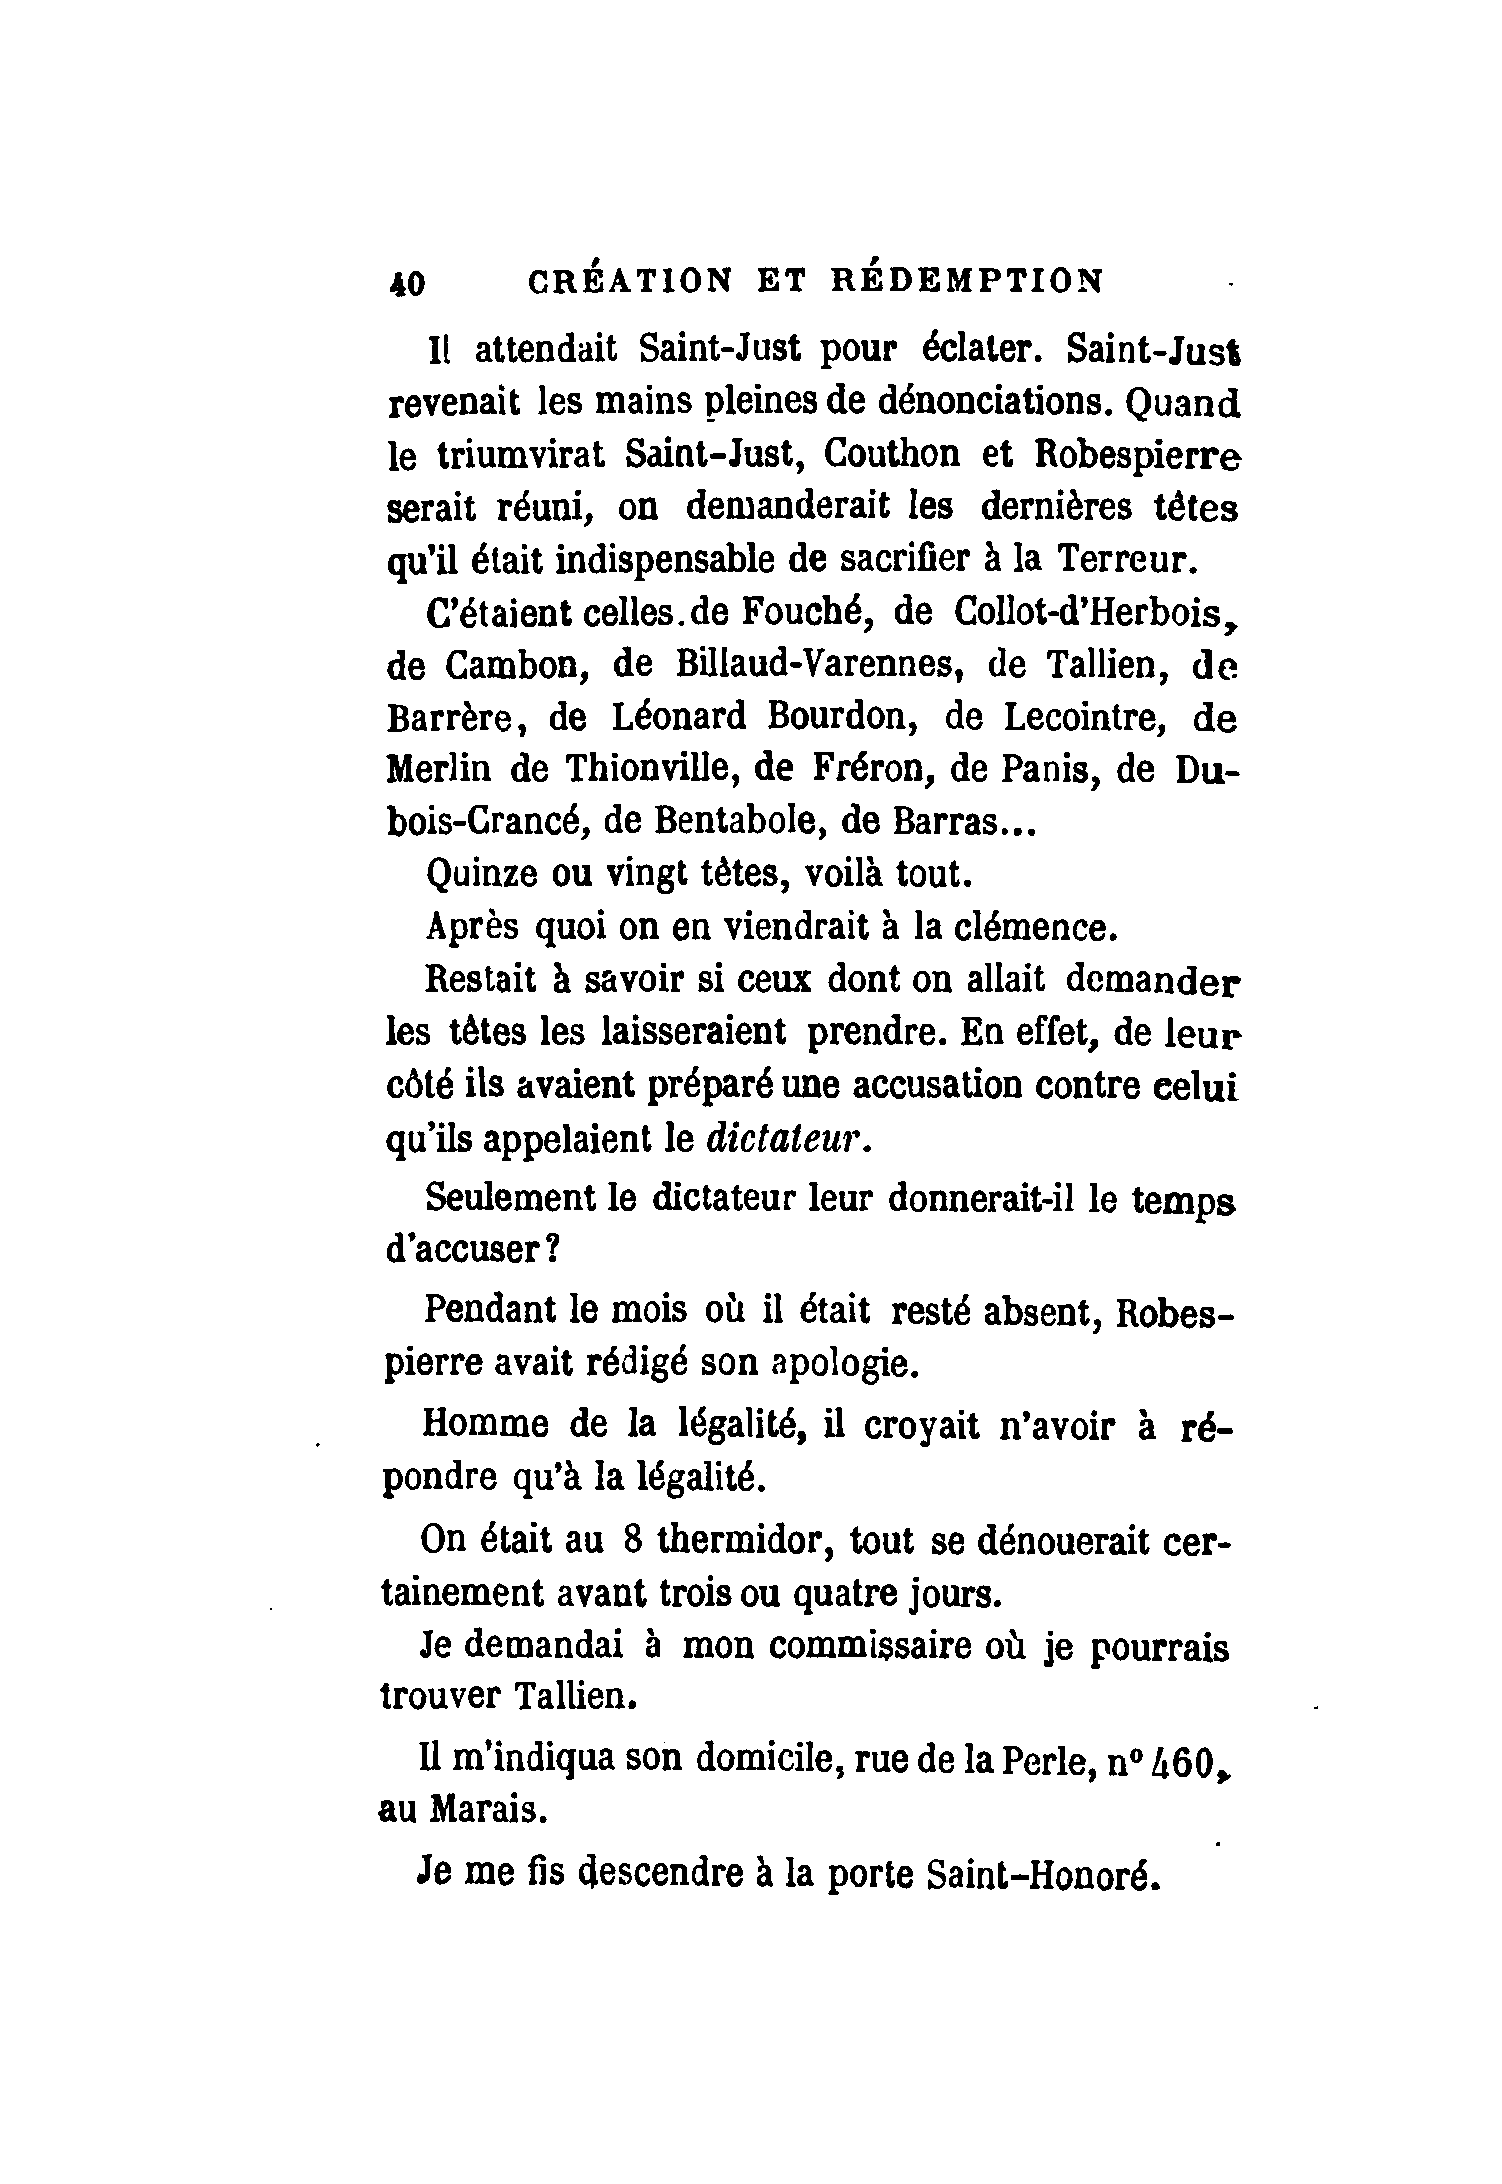 40 CRÉATION ET RÉDEMPTION
Il attendait Saint-Just pour éclater. Saint-Just
revenait les mains pleines de dénonciations. Quand
le triumvirat Saint-Just, Couthon et Robespierre
serait réuni, on demanderait les dernières têtes
qu'il était indispensable de sacrifier à la Terreur.
C'étaient celles de Fouché, de Collot-d'Herbois,
de Cambon, de Billaud-Varennes, de Tallien, de
Barrère, de Léonard Bourdon, de Lecointre, de
Merlin de Thionville, de Fréron, de Panis, de Du-
bois-Crancé, de Bentabole, de Barras...
Quinze ou vingt têtes, voilà tout.
Après quoi on en viendrait à la clémence.
Restait à savoir si ceux dont on allait demander
les têtes les laisseraient prendre. En effet, de leur
côté ils avaient préparé une accusation contre celui
qu'ils appelaient le dictateur.
Seulement le dictateur leur donnerait-il le temps
d'accuser?
Pendant le mois où il était resté absent, Robes-
pierre avait rédigé son apologie.
Homme de la légalité, il croyait n'avoir à ré-
pondre qu'à la légalité.
On était au 8 thermidor, tout se dénouerait cer-
tainement avant trois ou quatre jours.
Je demandai à mon commissaire où je pourrais
trouver Tallien.
Il m'indiqua son domicile, rue de la Perle, nº 460,
au Marais.
Je me fis descendre à la porte Saint-Honoré.